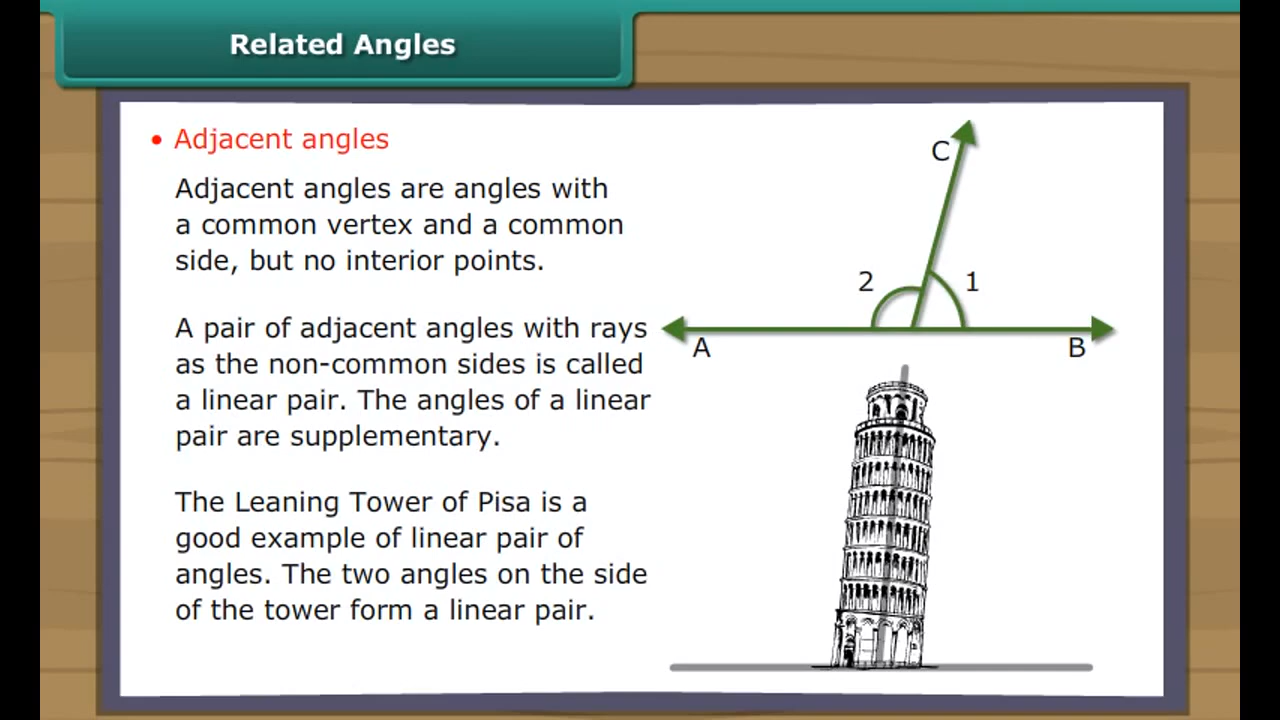 Related Angles
• Adjacent angles
Adjacent angles are angles with
a common vertex and a common
side, but no interior points.
A pair of adjacent angles with rays
as the non-common sides is called
a linear pair. The angles of a linear
pair are supplementary.
The Leaning Tower of Pisa is a
good example of linear pair of
angles. The two angles on the side
of the tower form a linear pair.
C
2
1
A
B